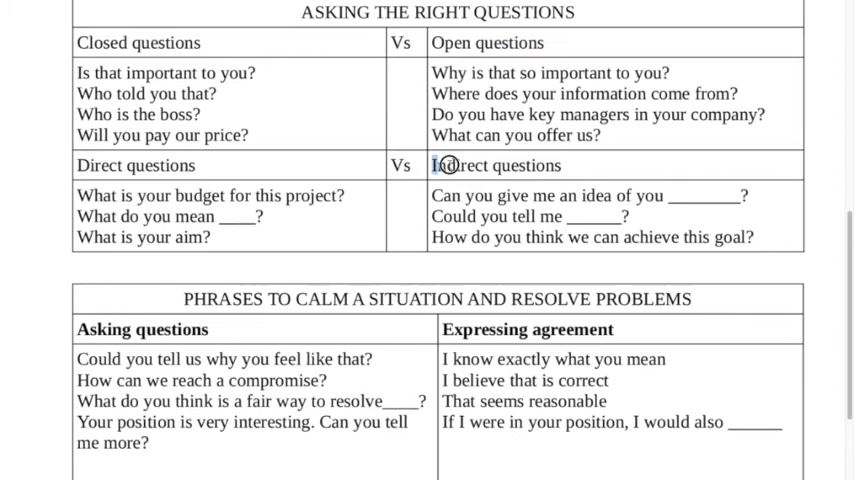 ASKING THE RIGHT QUESTIONS
Closed questions Vs Open questions
Is that important to you?
Who told you that?
Who is the boss?
Will you pay our price?
Why is that so important to you?
Where does your information come from?
Do you have key managers in your company?
What can you offer us?
Direct questions Vs Indirect questions
What is your budget for this project?
What do you mean ____?
What is your aim?
Can you give me an idea of you ________?
Could you tell me ______?
How do you think we can achieve this goal?
PHRASES TO CALM A SITUATION AND RESOLVE PROBLEMS
Asking questions
Could you tell us why you feel like that?
How can we reach a compromise?
What do you think is a fair way to resolve____?
Your position is very interesting. Can you tell
me more?
Expressing agreement
I know exactly what you mean
I believe that is correct
That seems reasonable
If I were in your position, I would also ______